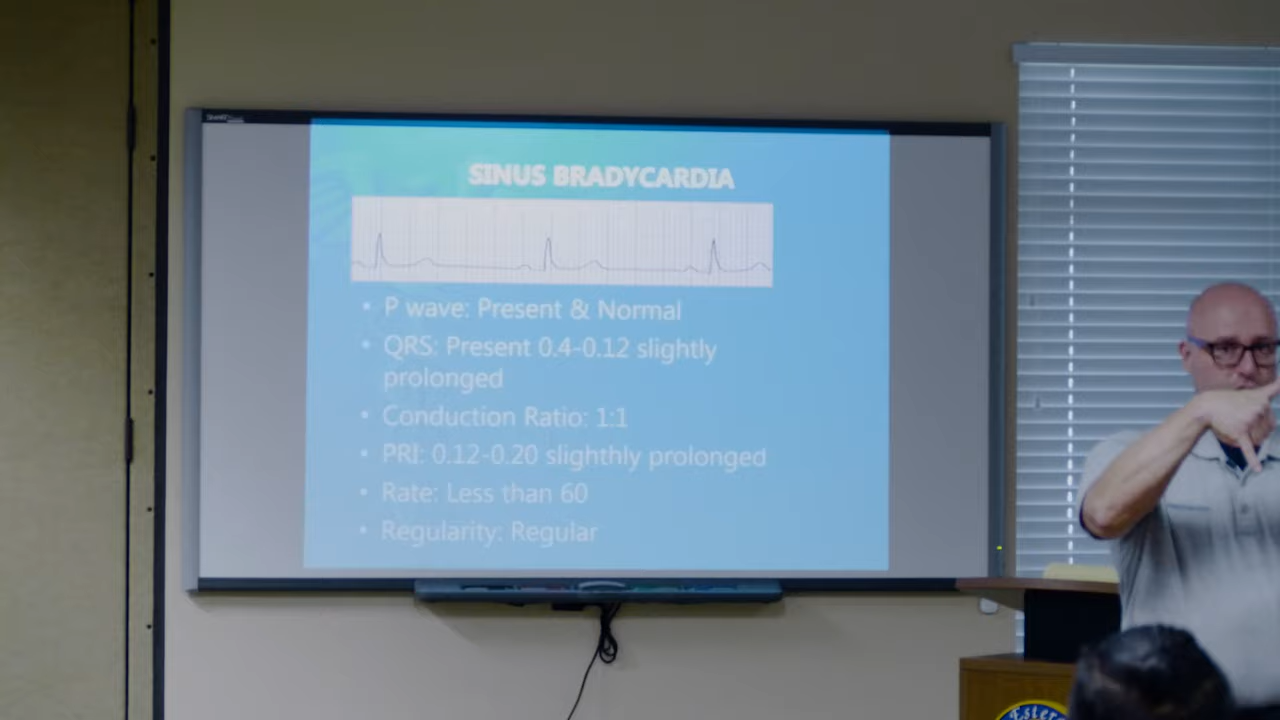 SINUS BRADYCARDIA
• P wave: Present & Normal
• QRS: Present 0.4-0.12 slightly
prolonged
• Conduction Ratio: 1:1
• PRI: 0.12-0.20 slighthly prolonged
• Rate: Less than 60
• Regularity: Regular